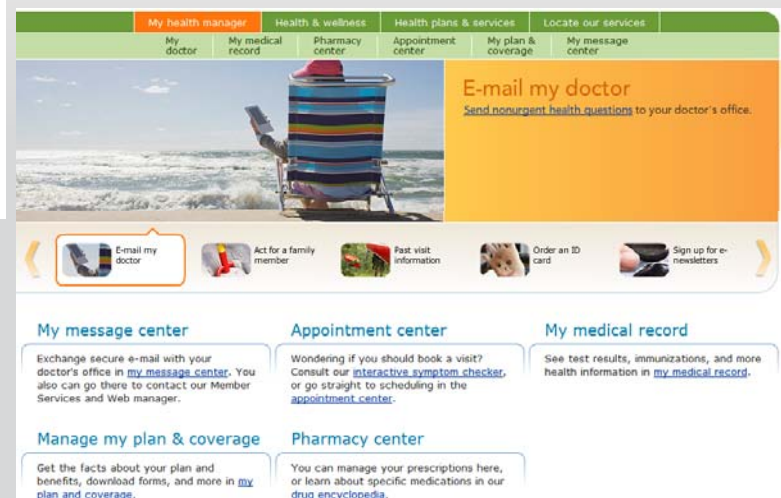 My health manager
Health & wellness
Health plans & services
Locate our services
My doctor
My medical record
Pharmacy center
Appointment center
My plan & coverage
My message center
E-mail my doctor
Send nonurgent health questions to your doctor's office.
E-mail my
doctor
Act for a family
member
Past visit
information
Order an ID
card
Sign up for e-
newsletters
My message center
Exchange secure e-mail with your
doctor's office in my message center. You
also can go there to contact our Member
Services and Web manager.
Appointment center
Wondering if you should book a visit?
Consult our interactive symptom checker,
or go straight to scheduling in the
appointment center.
My medical record
See test results, immunizations, and more
health information in my medical record.
Manage my plan & coverage
Get the facts about your plan and
benefits, download forms, and more in my
plan and coverage.
Pharmacy center
You can manage your prescriptions here,
or learn about specific medications in our
drug encyclopedia.